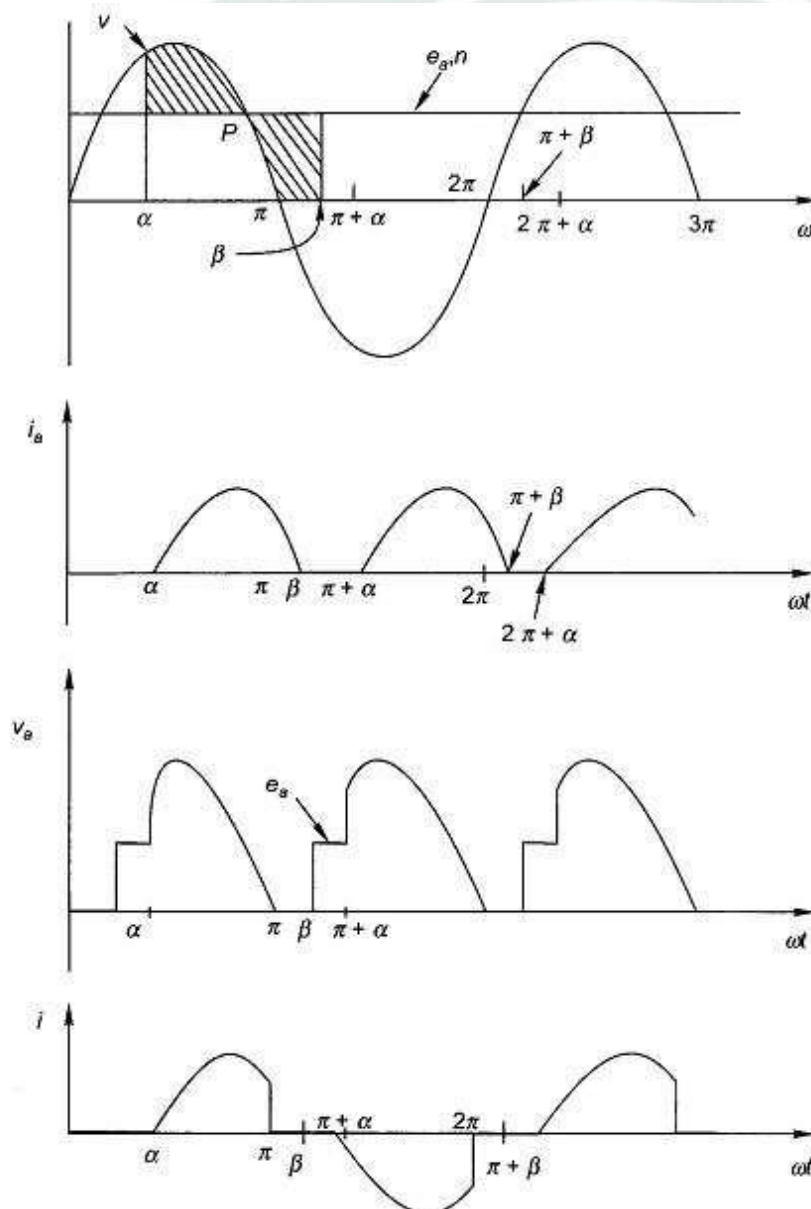 v
eₐ,n
P
π + β
2π
α
π
π + α
2 π + α
3π
ω
β
iₐ
π + β
α
π
β
π + α
2π
ωt
2 π + α
vₐ
eₐ
α
π
β
π + α
ωt
i
π + α
2π
α
π
β
π + β
ωt